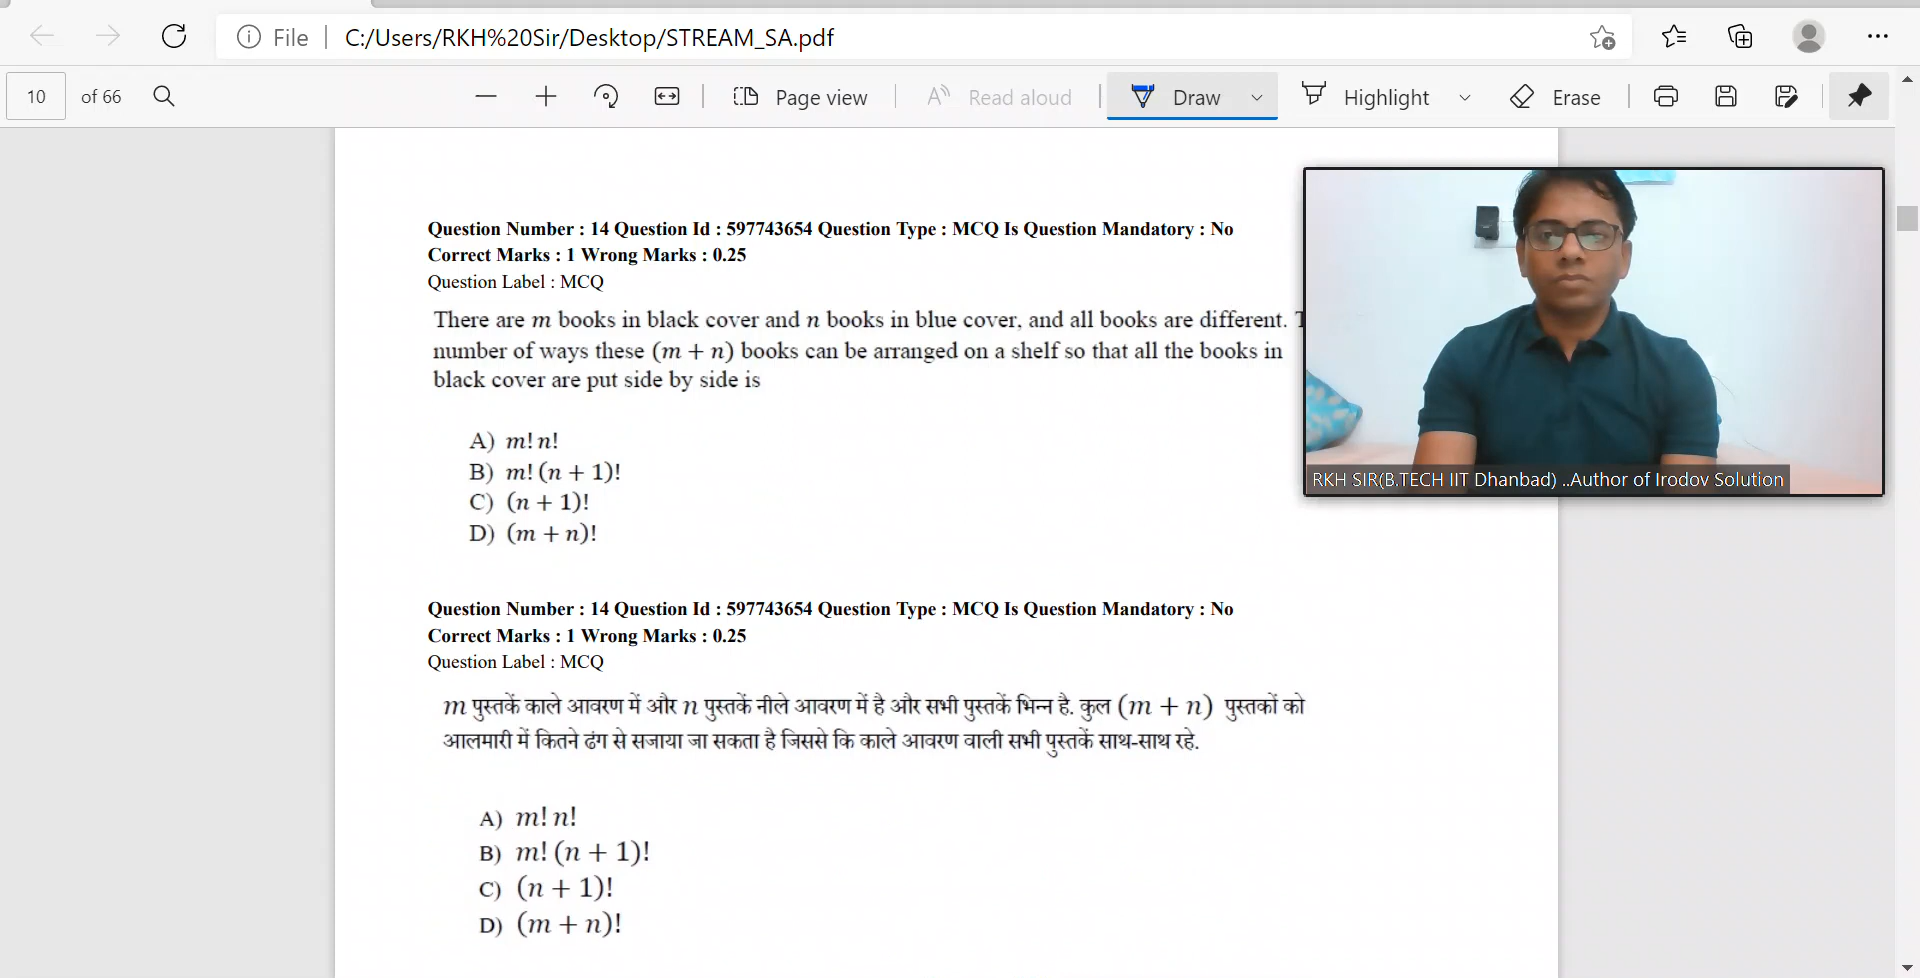 File | C:/Users/RKH%20Sir/Desktop/STREAM_SA.pdf
10 of 66 Page view Read aloud Draw Highlight Erase
Question Number : 14 Question Id : 597743654 Question Type : MCQ Is Question Mandatory : No
Correct Marks : 1 Wrong Marks : 0.25
Question Label : MCQ
There are m books in black cover and n books in blue cover, and all books are different.
number of ways these (m + n) books can be arranged on a shelf so that all the books in
black cover are put side by side is
A) m! n!
B) m! (n + 1)!
C) (n + 1)!
D) (m + n)!
RKH SIR(B.TECH IIT Dhanbad) ..Author of Irodov Solution
Question Number : 14 Question Id : 597743654 Question Type : MCQ Is Question Mandatory : No
Correct Marks : 1 Wrong Marks : 0.25
Question Label : MCQ
m पुस्तकें काले आवरण में और n पुस्तकें नीले आवरण में है और सभी पुस्तकें भिन्न है. कुल (m + n) पुस्तकों को
आलमारी में कितने ढंग से सजाया जा सकता है जिससे कि काले आवरण वाली सभी पुस्तकें साथ-साथ रहे.
A) m! n!
B) m! (n + 1)!
C) (n + 1)!
D) (m + n)!